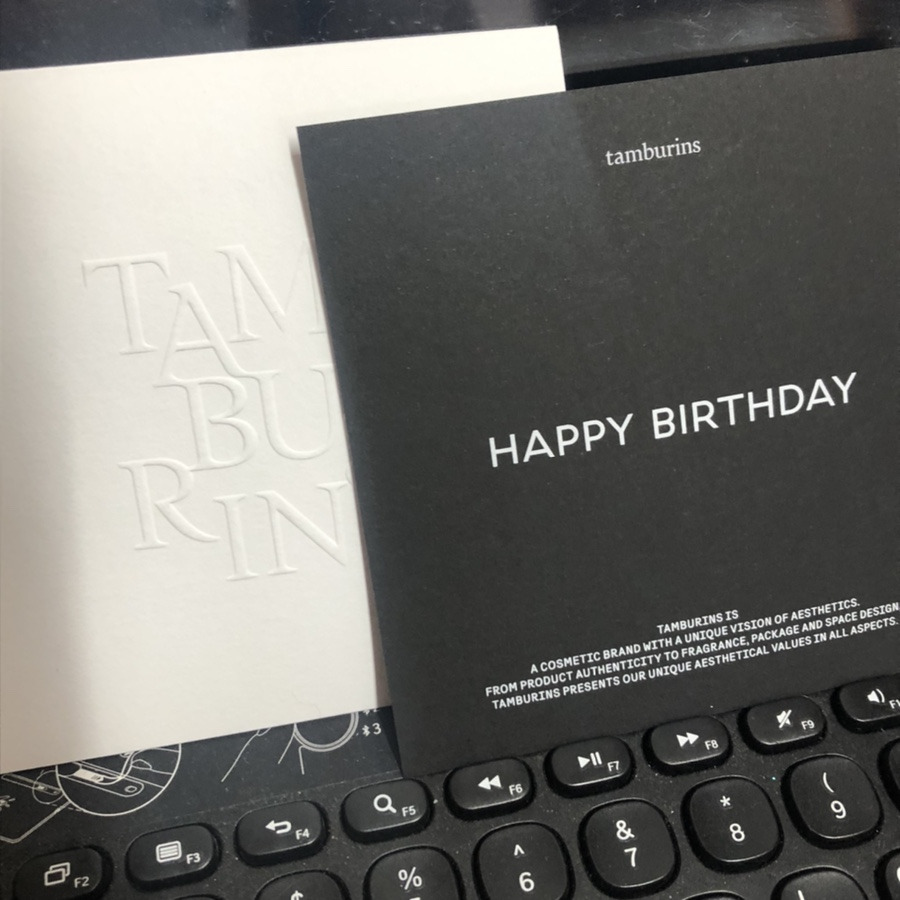 TAM
BU
RIN
tamburins
HAPPY BIRTHDAY
TAMBURINS IS
A COSMETIC BRAND WITH A UNIQUE VISION OF AESTHETICS.
FROM PRODUCT AUTHENTICITY TO FRAGRANCE, PACKAGE AND SPACE DESIGN
TAMBURINS PRESENTS OUR UNIQUE AESTHETICAL VALUES IN ALL ASPECTS.
3
F2 F3 F4 F5 F6 F7 F8 F9
$ % ^ & * (
6 7 8 9